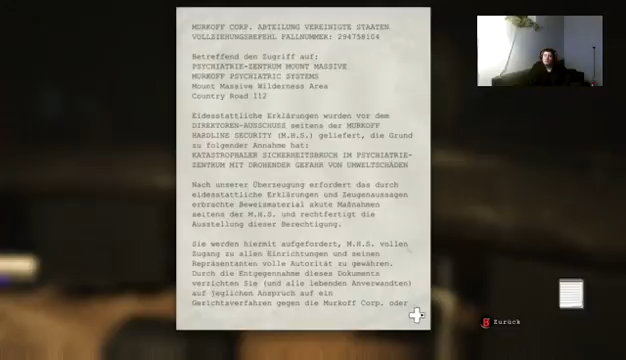 MURKOFF CORP. ABTEILUNG VEREINIGTE STAATEN
VOLLZIEHUNGSBEFEHL FALLNUMMER: 294758104
Betreffend den Zugriff auf:
PSYCHIATRIE-ZENTRUM MOUNT MASSIVE
MURKOFF PSYCHIATRIC SYSTEMS
Mount Massive Wilderness Area
Country Road 112
Eidesstattliche Erklärungen wurden vor dem
DIREKTOREN-AUSSCHUSS seitens der MURKOFF
HARDLINE SECURITY (M.H.S.) geliefert, die Grund
zu folgender Annahme hat:
KATASTROPHALER SICHERHEITSBRUCH IM PSYCHIATRIE-
ZENTRUM MIT DROHENDER GEFAHR VON UMWELTSCHÄDEN
Nach unserer Überzeugung erfordert das durch
eidesstattliche Erklärungen und Zeugenaussagen
erbrachte Beweismaterial akute Maßnahmen
seitens der M.H.S. und rechtfertigt die
Ausstellung dieser Berechtigung.
Sie werden hiermit aufgefordert, M.H.S. vollen
Zugang zu allen Einrichtungen und seinen
Repräsentanten volle Autorität zu gewähren.
Durch die Entgegennahme dieses Dokuments
verzichten Sie (und alle lebenden Anverwandten)
auf jeglichen Anspruch auf ein
Gerichtsverfahren gegen die Murkoff Corp. oder
B Zurück